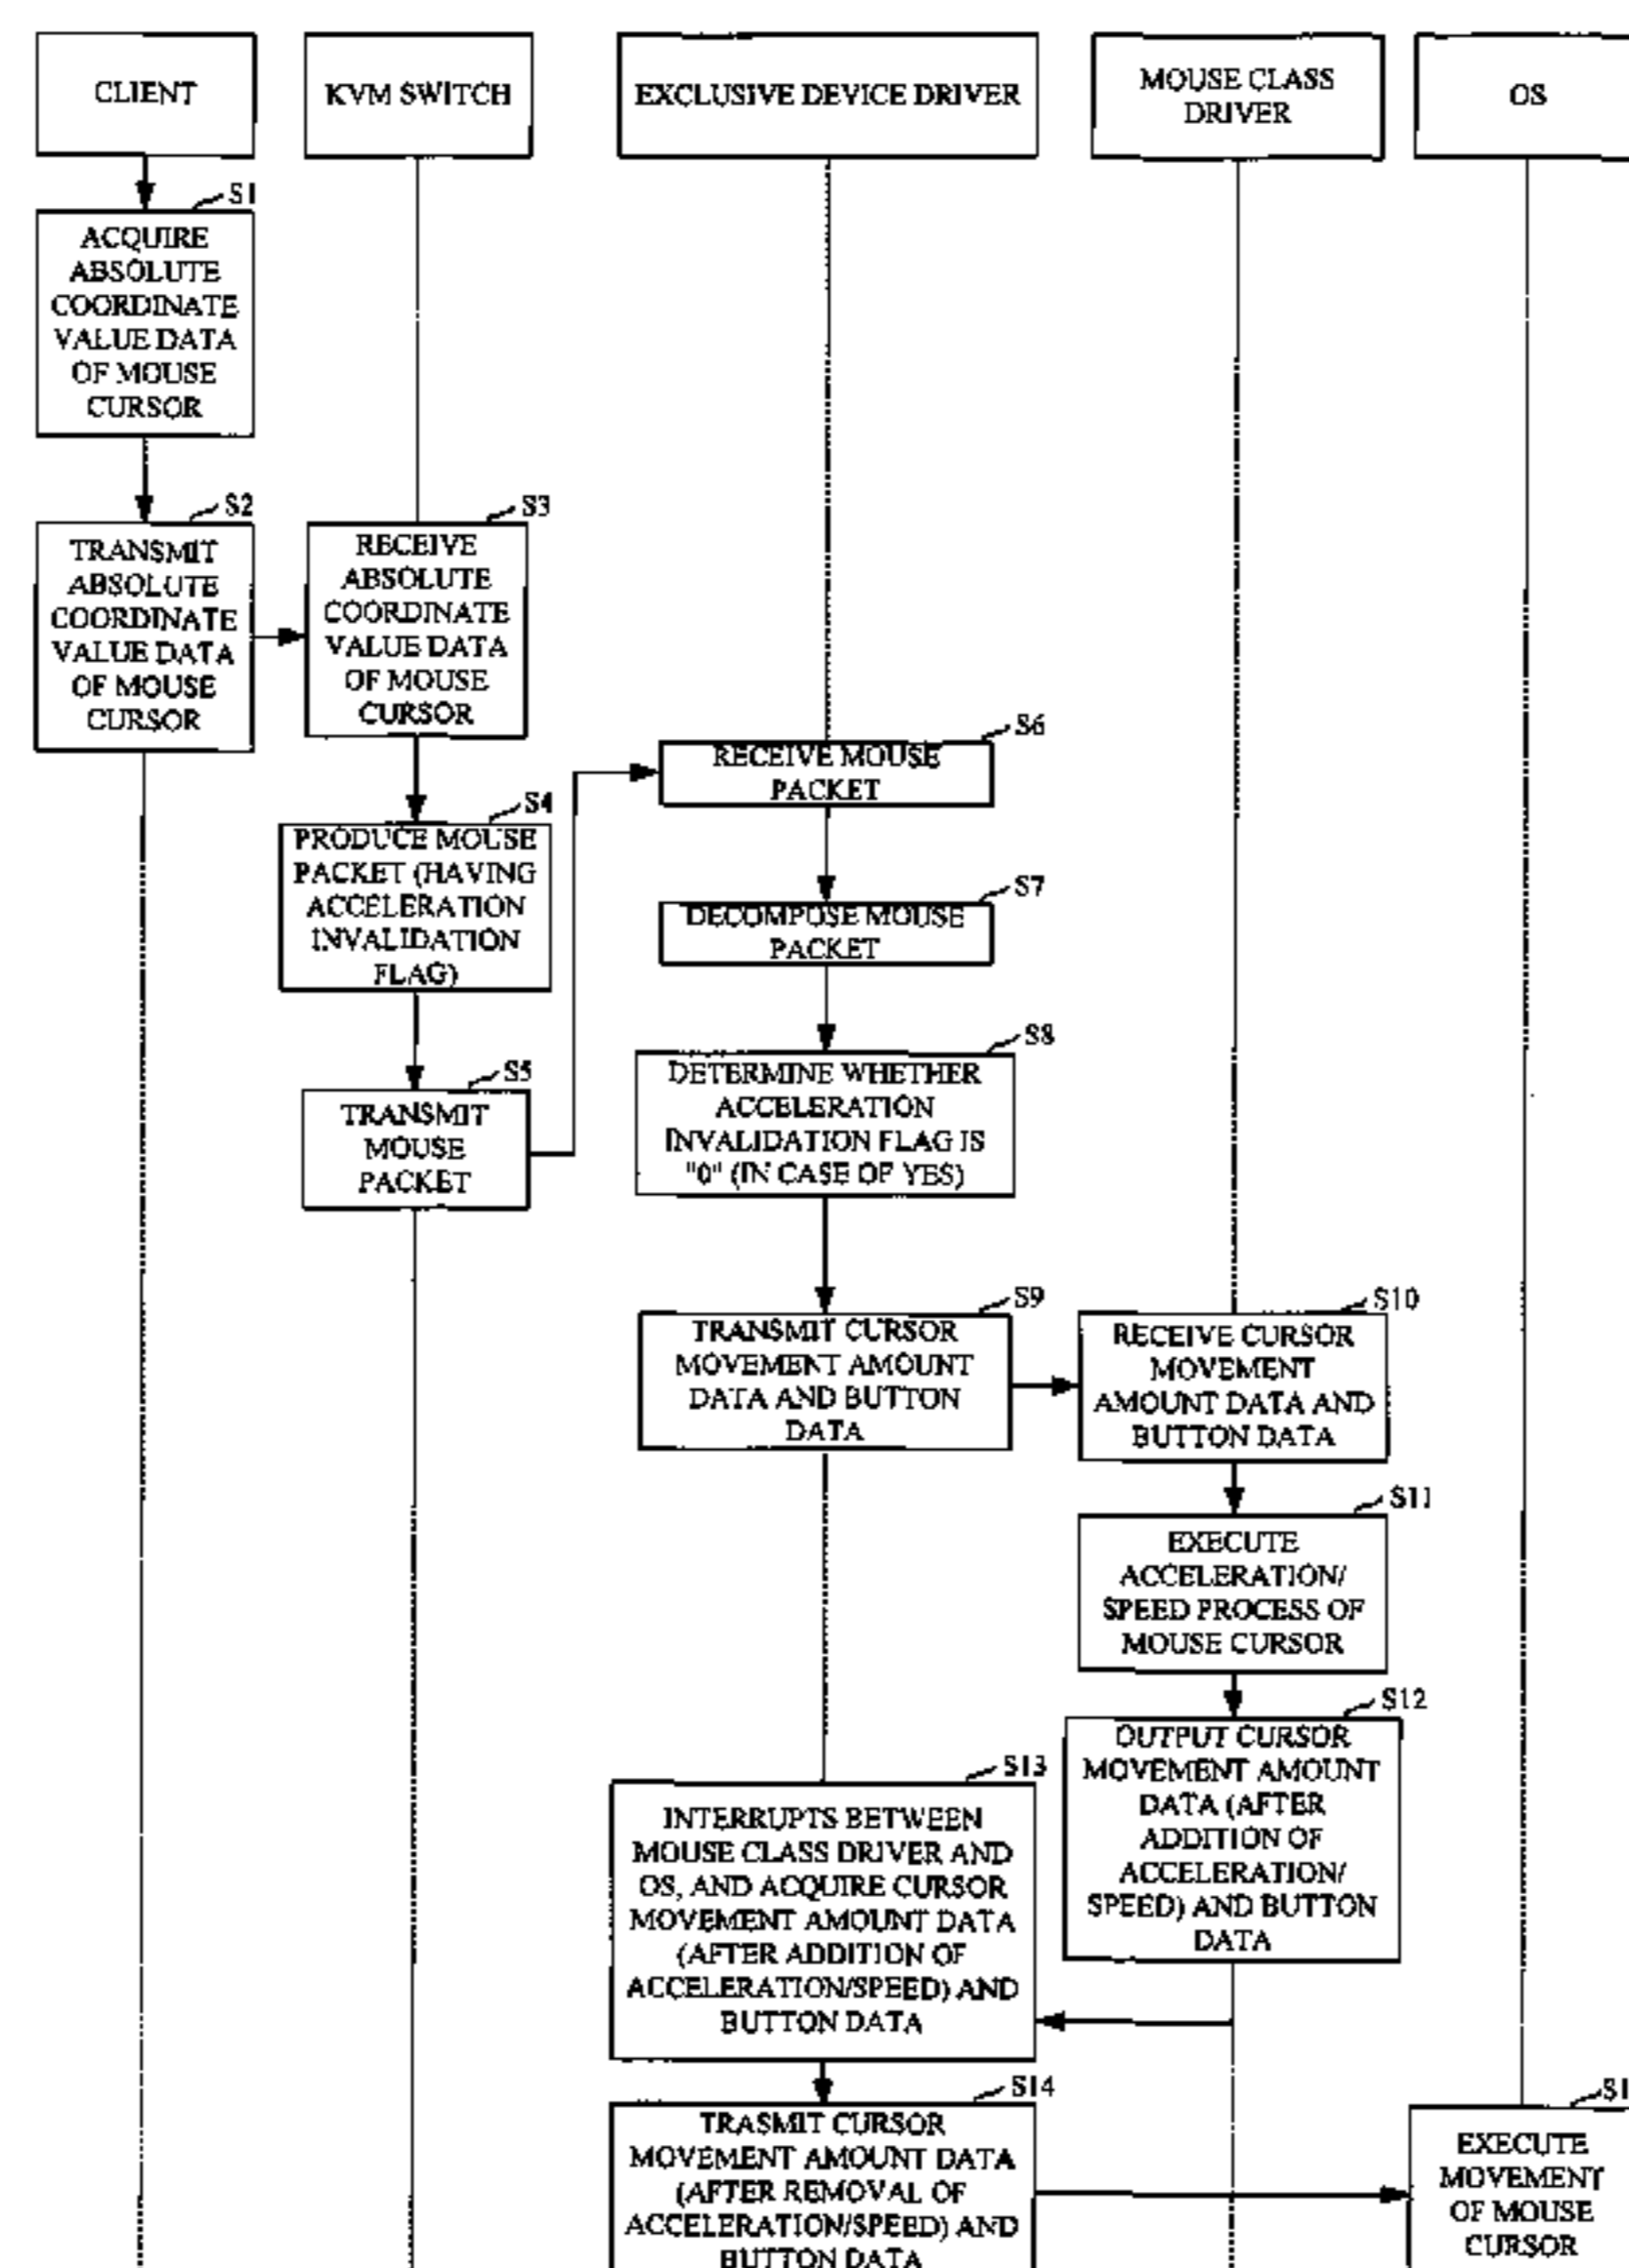 CLIENT
KVM SWITCH
EXCLUSIVE DEVICE DRIVER
MOUSE CLASS
DRIVER
OS
S1
ACQUIRE
ABSOLUTE
COORDINATE
VALUE DATA
OF MOUSE
CURSOR
S2
TRANSMIT
ABSOLUTE
COORDINATE
VALUE DATA
OF MOUSE
CURSOR
S3
RECEIVE
ABSOLUTE
COORDINATE
VALUE DATA
OF MOUSE
CURSOR
S4
PRODUCE MOUSE
PACKET (HAVING
ACCELERATION
INVALIDATION
FLAG)
S5
TRANSMIT
MOUSE
PACKET
S6
RECEIVE MOUSE
PACKET
S7
DECOMPOSE MOUSE
PACKET
S8
DETERMINE WHETHER
ACCELERATION
INVALIDATION FLAG IS
"0" (IN CASE OF YES)
S9
TRANSMIT CURSOR
MOVEMENT AMOUNT
DATA AND BUTTON
DATA
S10
RECEIVE CURSOR
MOVEMENT
AMOUNT DATA AND
BUTTON DATA
S11
EXECUTE
ACCELERATION/
SPEED PROCESS OF
MOUSE CURSOR
S12
OUTPUT CURSOR
MOVEMENT AMOUNT
DATA (AFTER
ADDITION OF
ACCELERATION/
SPEED) AND BUTTON
DATA
S13
INTERRUPTS BETWEEN
MOUSE CLASS DRIVER AND
OS, AND ACQUIRE CURSOR
MOVEMENT AMOUNT DATA
(AFTER ADDITION OF
ACCELERATION/SPEED) AND
BUTTON DATA
S14
TRASMIT CURSOR
MOVEMENT AMOUNT DATA
(AFTER REMOVAL OF
ACCELERATION/SPEED) AND
BUTTON DATA
EXECUTE
MOVEMENT
OF MOUSE
CURSOR